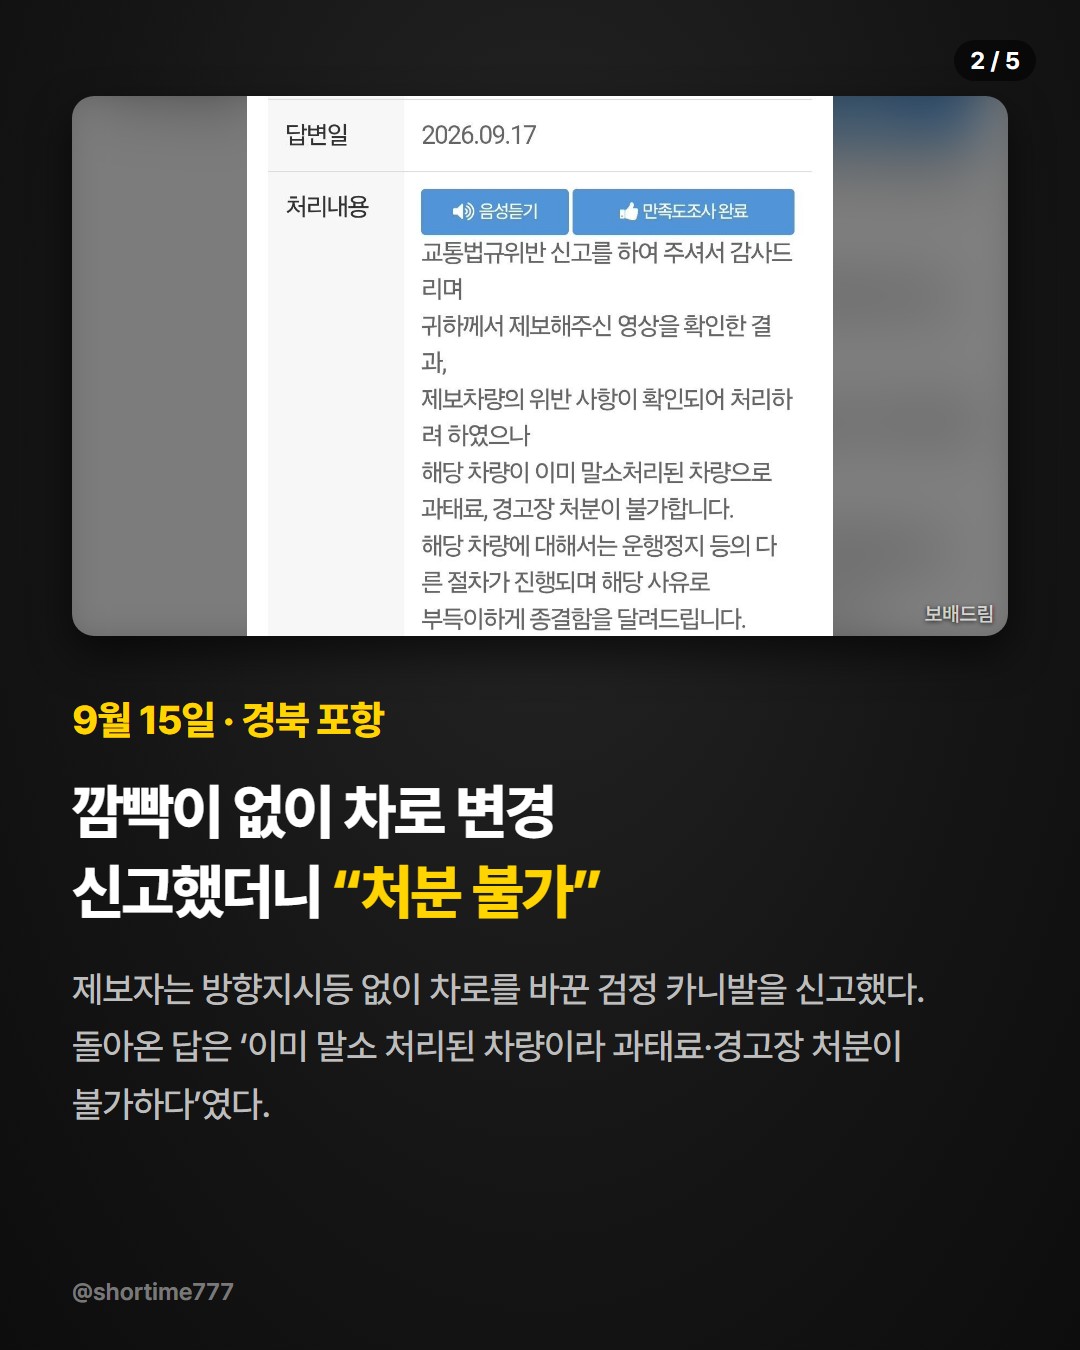 2 / 5
답변일 2026.09.17
처리내용 음성듣기 만족도조사 완료
교통법규위반 신고를 하여 주셔서 감사드
리며
귀하께서 제보해주신 영상을 확인한 결
과,
제보차량의 위반 사항이 확인되어 처리하
려 하였으나
해당 차량이 이미 말소처리된 차량으로
과태료, 경고장 처분이 불가합니다.
해당 차량에 대해서는 운행정지 등의 다
른 절차가 진행되며 해당 사유로
부득이하게 종결함을 달려드립니다.
보배드림
9월 15일 · 경북 포항
깜빡이 없이 차로 변경
신고했더니 “처분 불가”
제보자는 방향지시등 없이 차로를 바꾼 검정 카니발을 신고했다.
돌아온 답은 ‘이미 말소 처리된 차량이라 과태료·경고장 처분이
불가하다’였다.
@shortime777